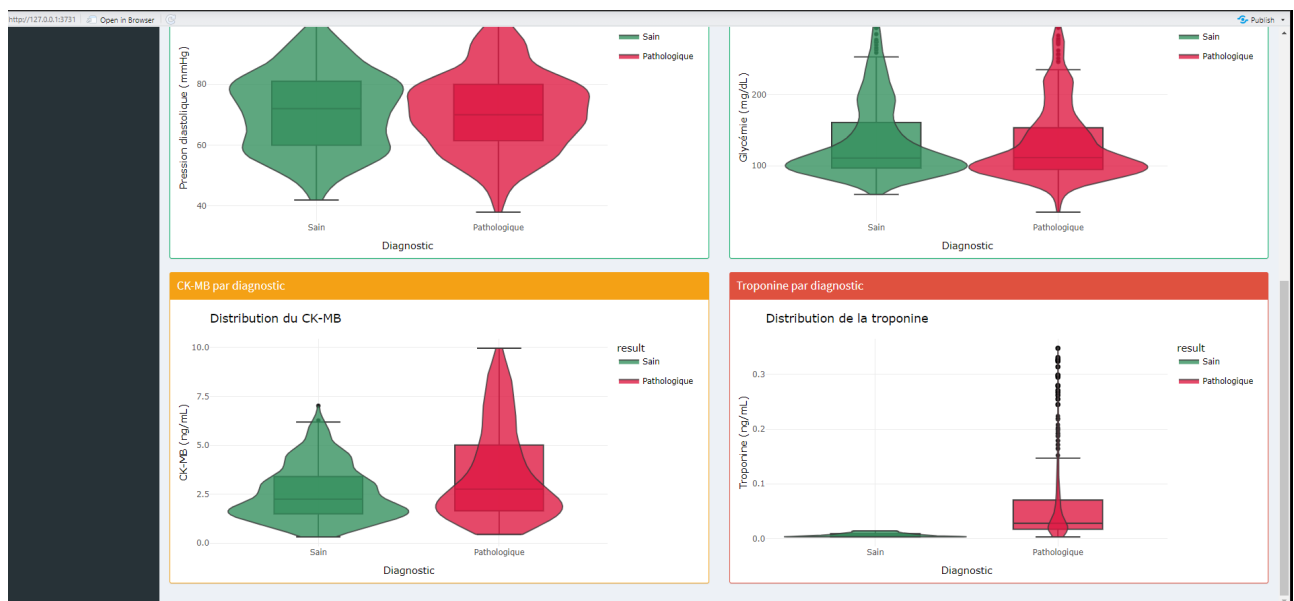 http://127.0.0.1:3731 Open in Browser Publish
Sain
Pathologique
Pression diastolique (mmHg)
80
60
40
Sain Pathologique
Diagnostic
Sain
Pathologique
Glycémie (mg/dL)
200
100
Sain Pathologique
Diagnostic
CK-MB par diagnostic
Distribution du CK-MB
result
Sain
Pathologique
CK-MB (ng/mL)
10.0
7.5
5.0
2.5
0.0
Sain Pathologique
Diagnostic
Troponine par diagnostic
Distribution de la troponine
result
Sain
Pathologique
Troponine (ng/mL)
0.3
0.2
0.1
0.0
Sain Pathologique
Diagnostic